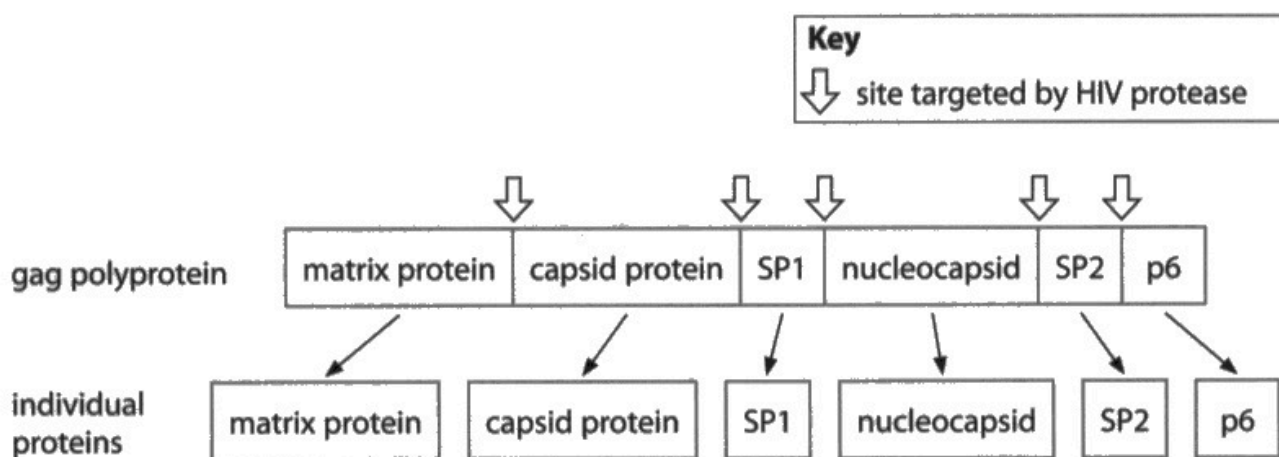 Key
site targeted by HIV protease
gag polyprotein
matrix protein
capsid protein
SP1
nucleocapsid
SP2
p6
individual
proteins
matrix protein
capsid protein
SP1
nucleocapsid
SP2
p6